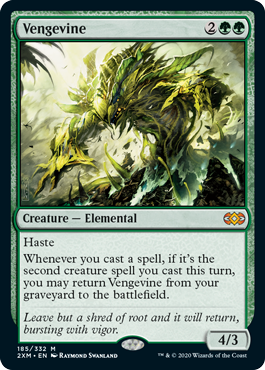 Vengevine 2
Creature — Elemental
Haste
Whenever you cast a spell, if it's the
second creature spell you cast this turn,
you may return Vengevine from your
graveyard to the battlefield.
Leave but a shred of root and it will return,
bursting with vigor.
4/3
185/332 M
2XM • EN Raymond Swanland ™ & © 2020 Wizards of the Coast